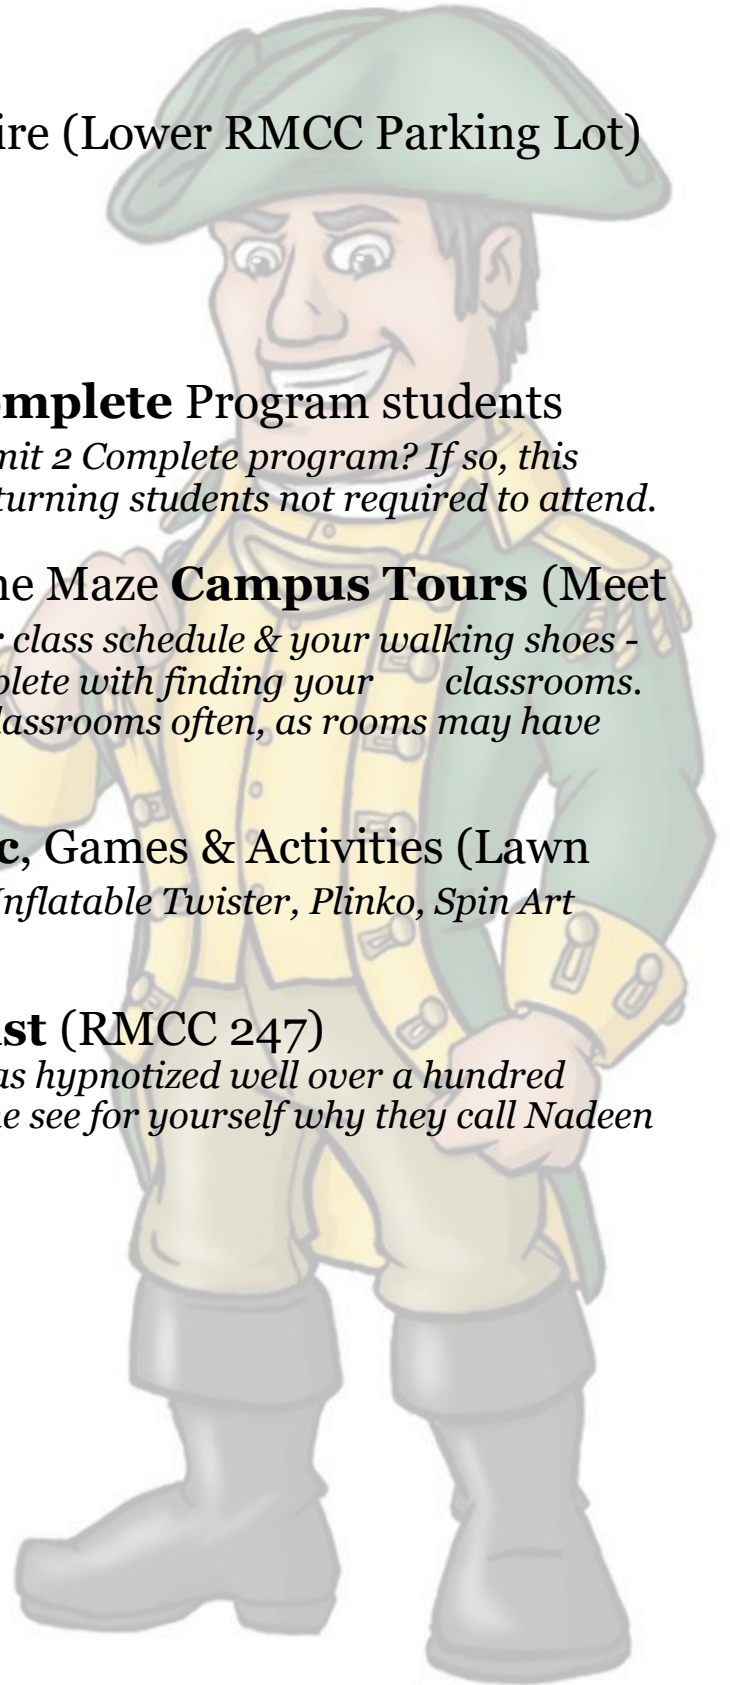 ire (Lower RMCC Parking Lot)
omplete Program students
mit 2 Complete program? If so, this
turning students not required to attend.
he Maze Campus Tours (Meet
r class schedule & your walking shoes -
plete with finding your classrooms.
lassrooms often, as rooms may have
c, Games & Activities (Lawn
Inflatable Twister, Plinko, Spin Art
ist (RMCC 247)
as hypnotized well over a hundred
ne see for yourself why they call Nadeen